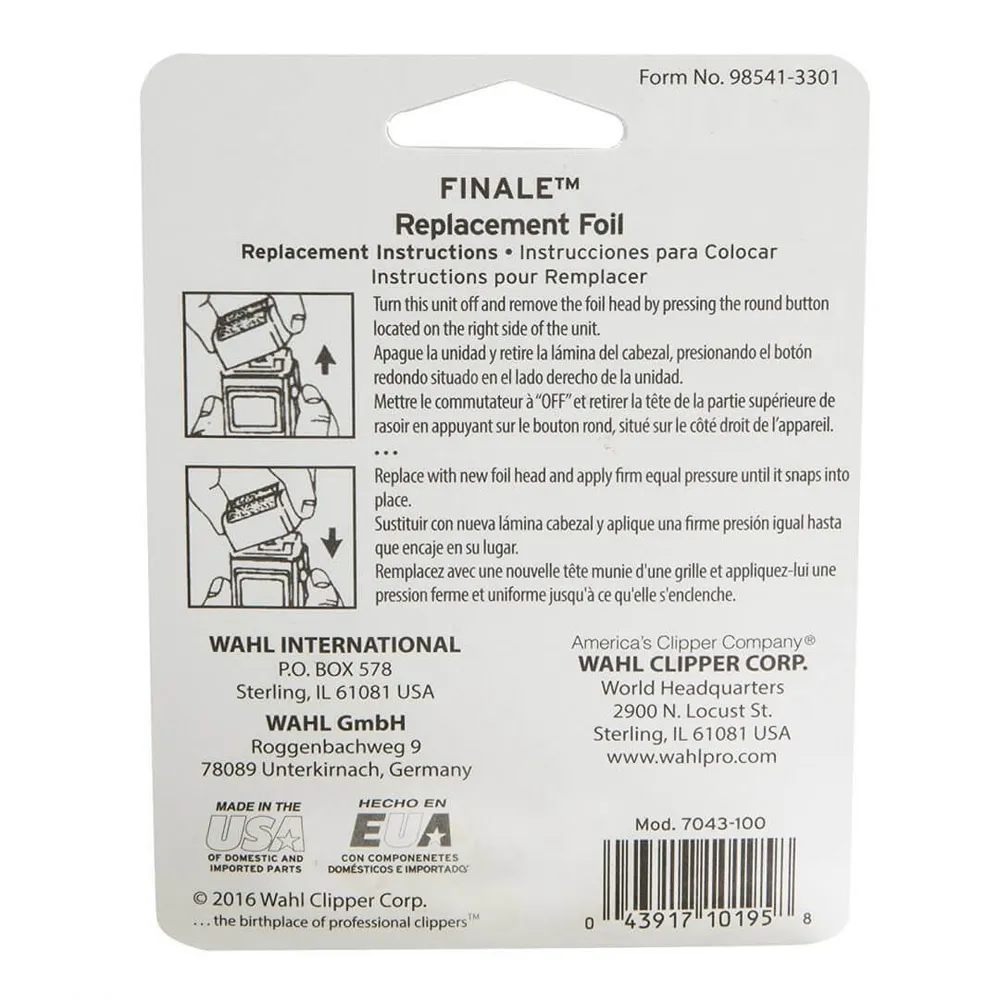 Form No. 98541-3301
FINALE™
Replacement Foil
Replacement Instructions • Instrucciones para Colocar
Instructions pour Remplacer
Turn this unit off and remove the foil head by pressing the round button
located on the right side of the unit.
Apague la unidad y retire la lámina del cabezal, presionando el botón
redondo situado en el lado derecho de la unidad.
Mettre le commutateur à "OFF" et retirer la tête de la partie supérieure de
rasoir en appuyant sur le bouton rond, situé sur le côté droit de l'appareil.
...
Replace with new foil head and apply firm equal pressure until it snaps into
place.
Sustituir con nueva lámina cabezal y aplique una firme presión igual hasta
que encaje en su lugar.
Remplacez avec une nouvelle tête munie d'une grille et appliquez-lui une
pression ferme et uniforme jusqu'à ce qu'elle s'enclenche.
WAHL INTERNATIONAL
P.O. BOX 578
Sterling, IL 61081 USA
WAHL GmbH
Roggenbachweg 9
78089 Unterkirnach, Germany
America's Clipper Company®
WAHL CLIPPER CORP.
World Headquarters
2900 N. Locust St.
Sterling, IL 61081 USA
www.wahlpro.com
MADE IN THE
USA
OF DOMESTIC AND
IMPORTED PARTS
HECHO EN
EUA
CON COMPONENETES
DOMÉSTICOS E IMPORTADO
© 2016 Wahl Clipper Corp.
... the birthplace of professional clippers™
Mod. 7043-100
0 43917 10195 8